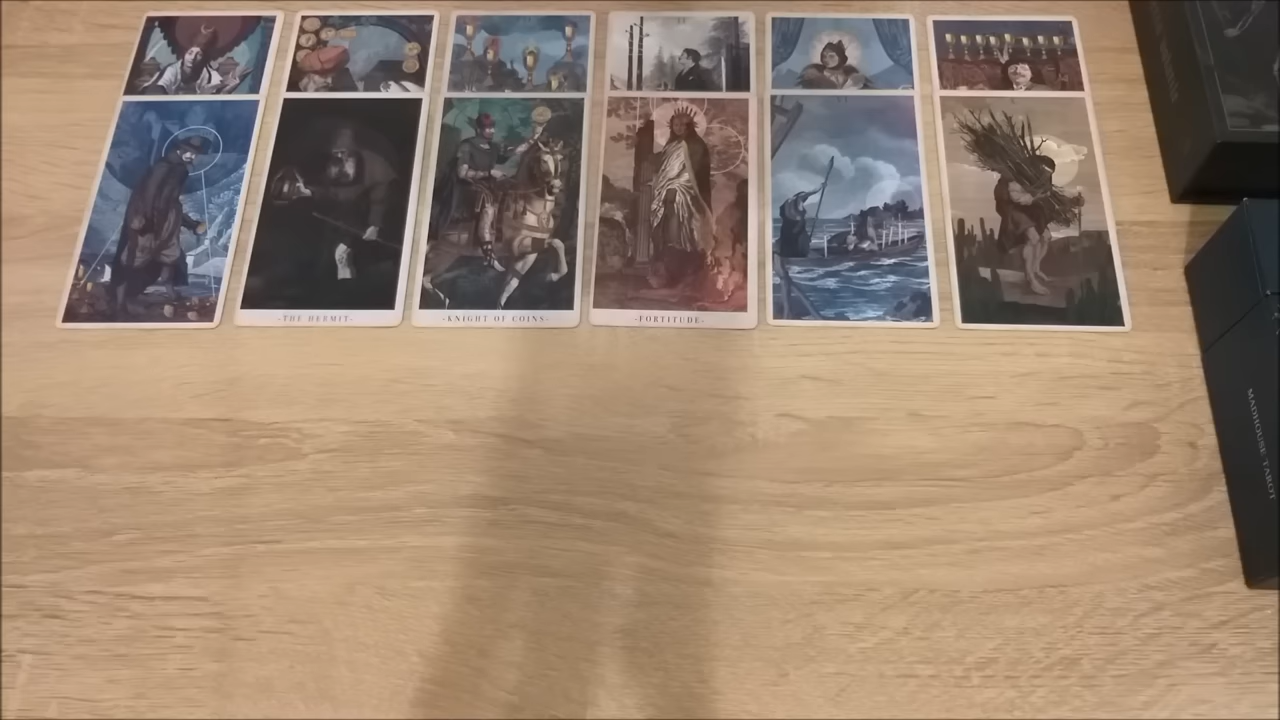 -THE HERMIT-
-KNIGHT OF COINS-
-FORTITUDE-
MADHOUSE TAROT